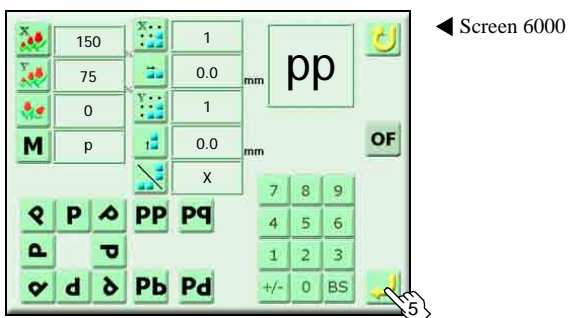 ◀ Screen 6000
X 150 % X 1
Y 75 % 0.0 mm pp
0 Y 1
M p 0.0 mm OF
X
7 8 9
P P P PP Pq
4 5 6
P P
1 2 3
d d d Pb Pd
+/- 0 BS
5